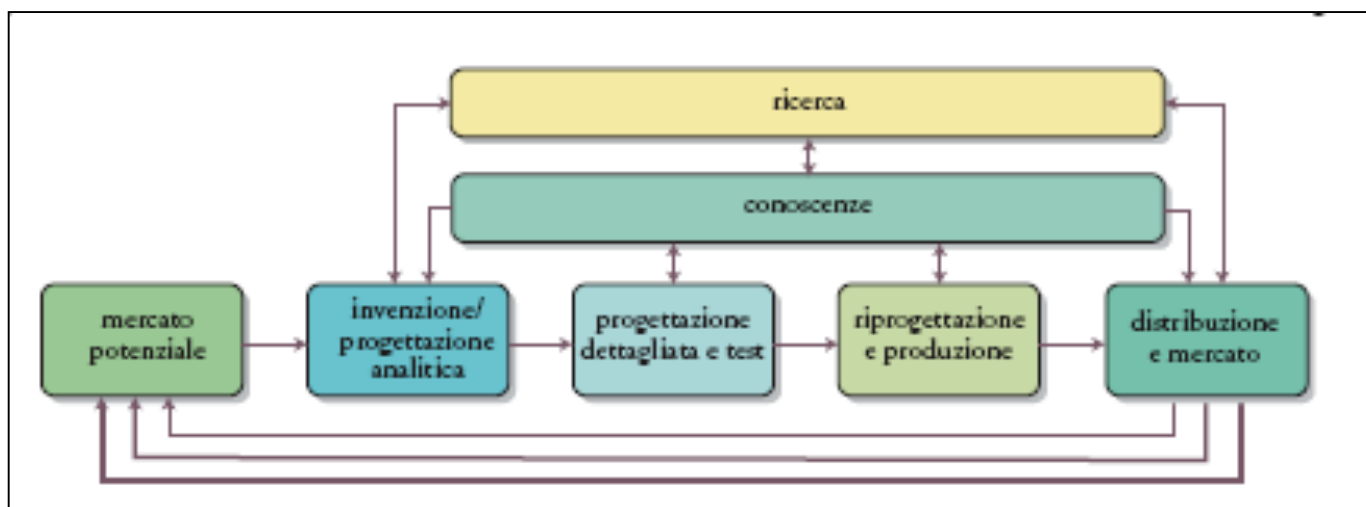 ricerca
conoscenze
mercato
potenziale
invenzione/
progettazione
analitica
progettazione
dettagliata e test
riprogettazione
e produzione
distribuzione
e mercato